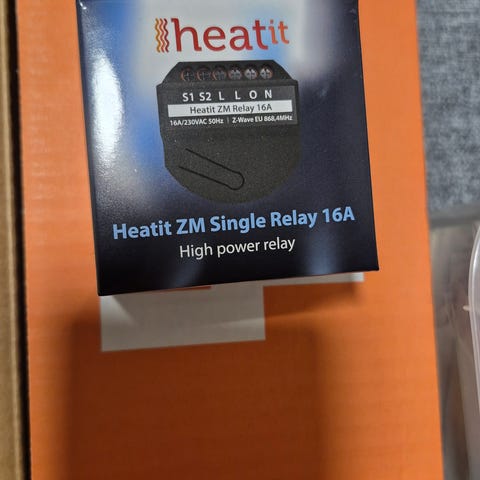 heatit
S1 S2 L L O N
Heatit ZM Relay 16A
16A/230VAC 50Hz | Z-Wave EU 868,4MHz
Heatit ZM Single Relay 16A
High power relay